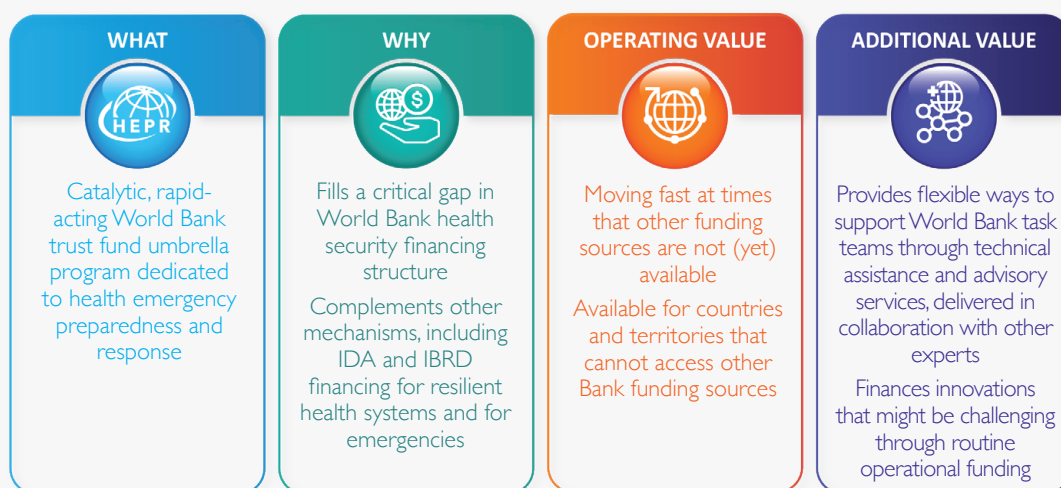 WHAT
HEPR
Catalytic, rapid-
acting World Bank
trust fund umbrella
program dedicated
to health emergency
preparedness and
response
WHY
$
Fills a critical gap in
World Bank health
security financing
structure
Complements other
mechanisms, including
IDA and IBRD
financing for resilient
health systems and for
emergencies
OPERATING VALUE
Moving fast at times
that other funding
sources are not (yet)
available
Available for countries
and territories that
cannot access other
Bank funding sources
ADDITIONAL VALUE
Provides flexible ways to
support World Bank task
teams through technical
assistance and advisory
services, delivered in
collaboration with other
experts
Finances innovations
that might be challenging
through routine
operational funding